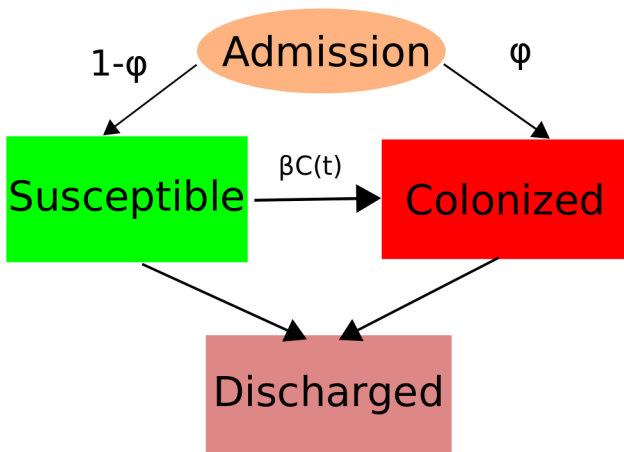 Admission
1-φ
φ
βC(t)
Susceptible
Colonized
Discharged